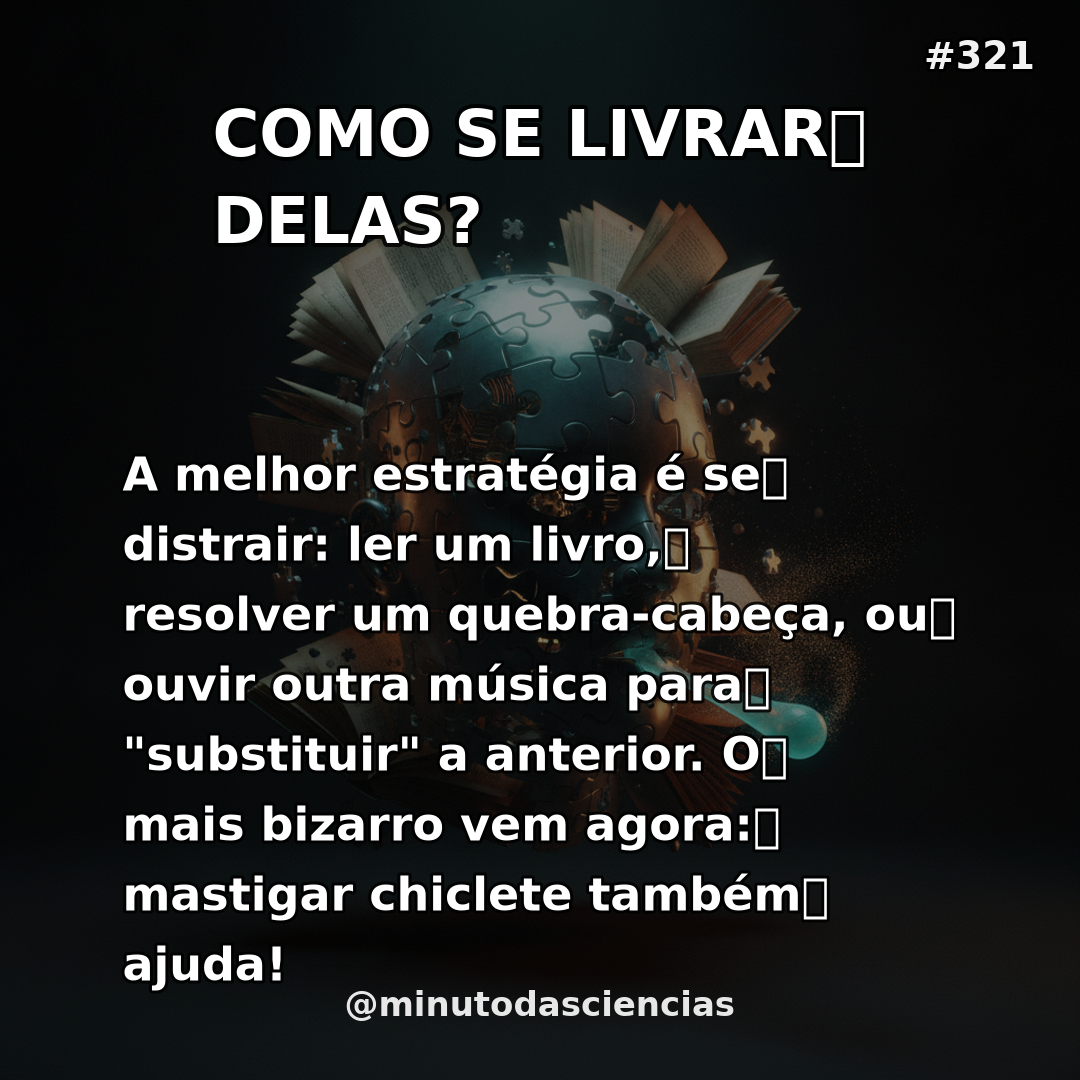 #321
COMO SE LIVRAR
DELAS?
A melhor estratégia é se
distrair: ler um livro,
resolver um quebra-cabeça, ou
ouvir outra música para
"substituir" a anterior. O
mais bizarro vem agora:
mastigar chiclete também
ajuda!
@minutodasciencias